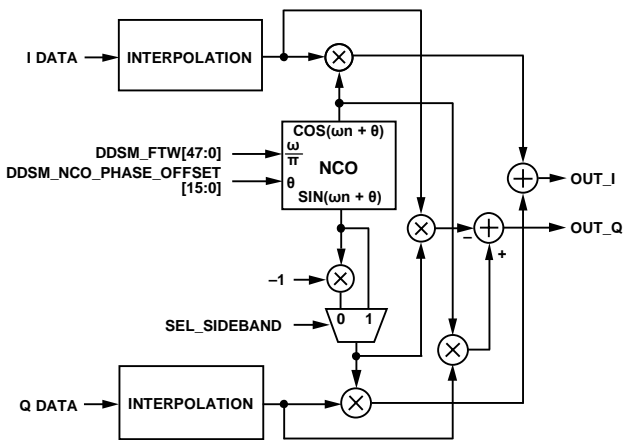 I DATA
INTERPOLATION
COS(ωn + θ)
ω
π
NCO
DDSM_FTW[47:0]
DDSM_NCO_PHASE_OFFSET
[15:0]
θ
SIN(ωn + θ)
OUT_I
–
+
OUT_Q
–1
0 1
SEL_SIDEBAND
Q DATA
INTERPOLATION